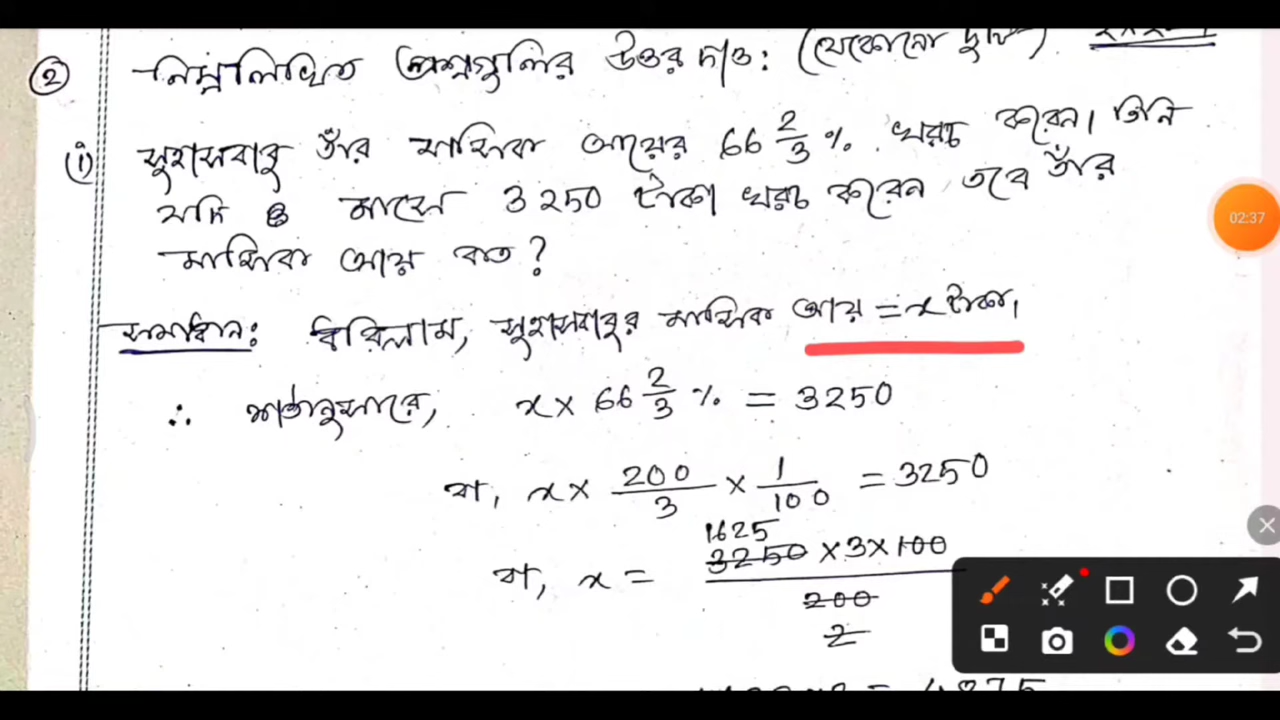 ② নিম্নলিখিত প্রশ্নগুলির উত্তর দাও: (যেকোনো দুটি)
(i) সুহাসবাবু তাঁর মাসিক আয়ের 66 2/3 %. খরচ করেন। তিনি
যদি মাসে 3250 টাকা খরচ করেন তবে তাঁর
মাসিক আয় কত?
02:37
সমাধান: ধরিলাম, সুহাসবাবুর মাসিক আয় = x টাকা।
∴ শর্তানুসারে, x × 66 2/3 % = 3250
বা, x × 200/3 × 1/100 = 3250
1625
বা, x = 3250 × 3 × 100
200
2
= 4875